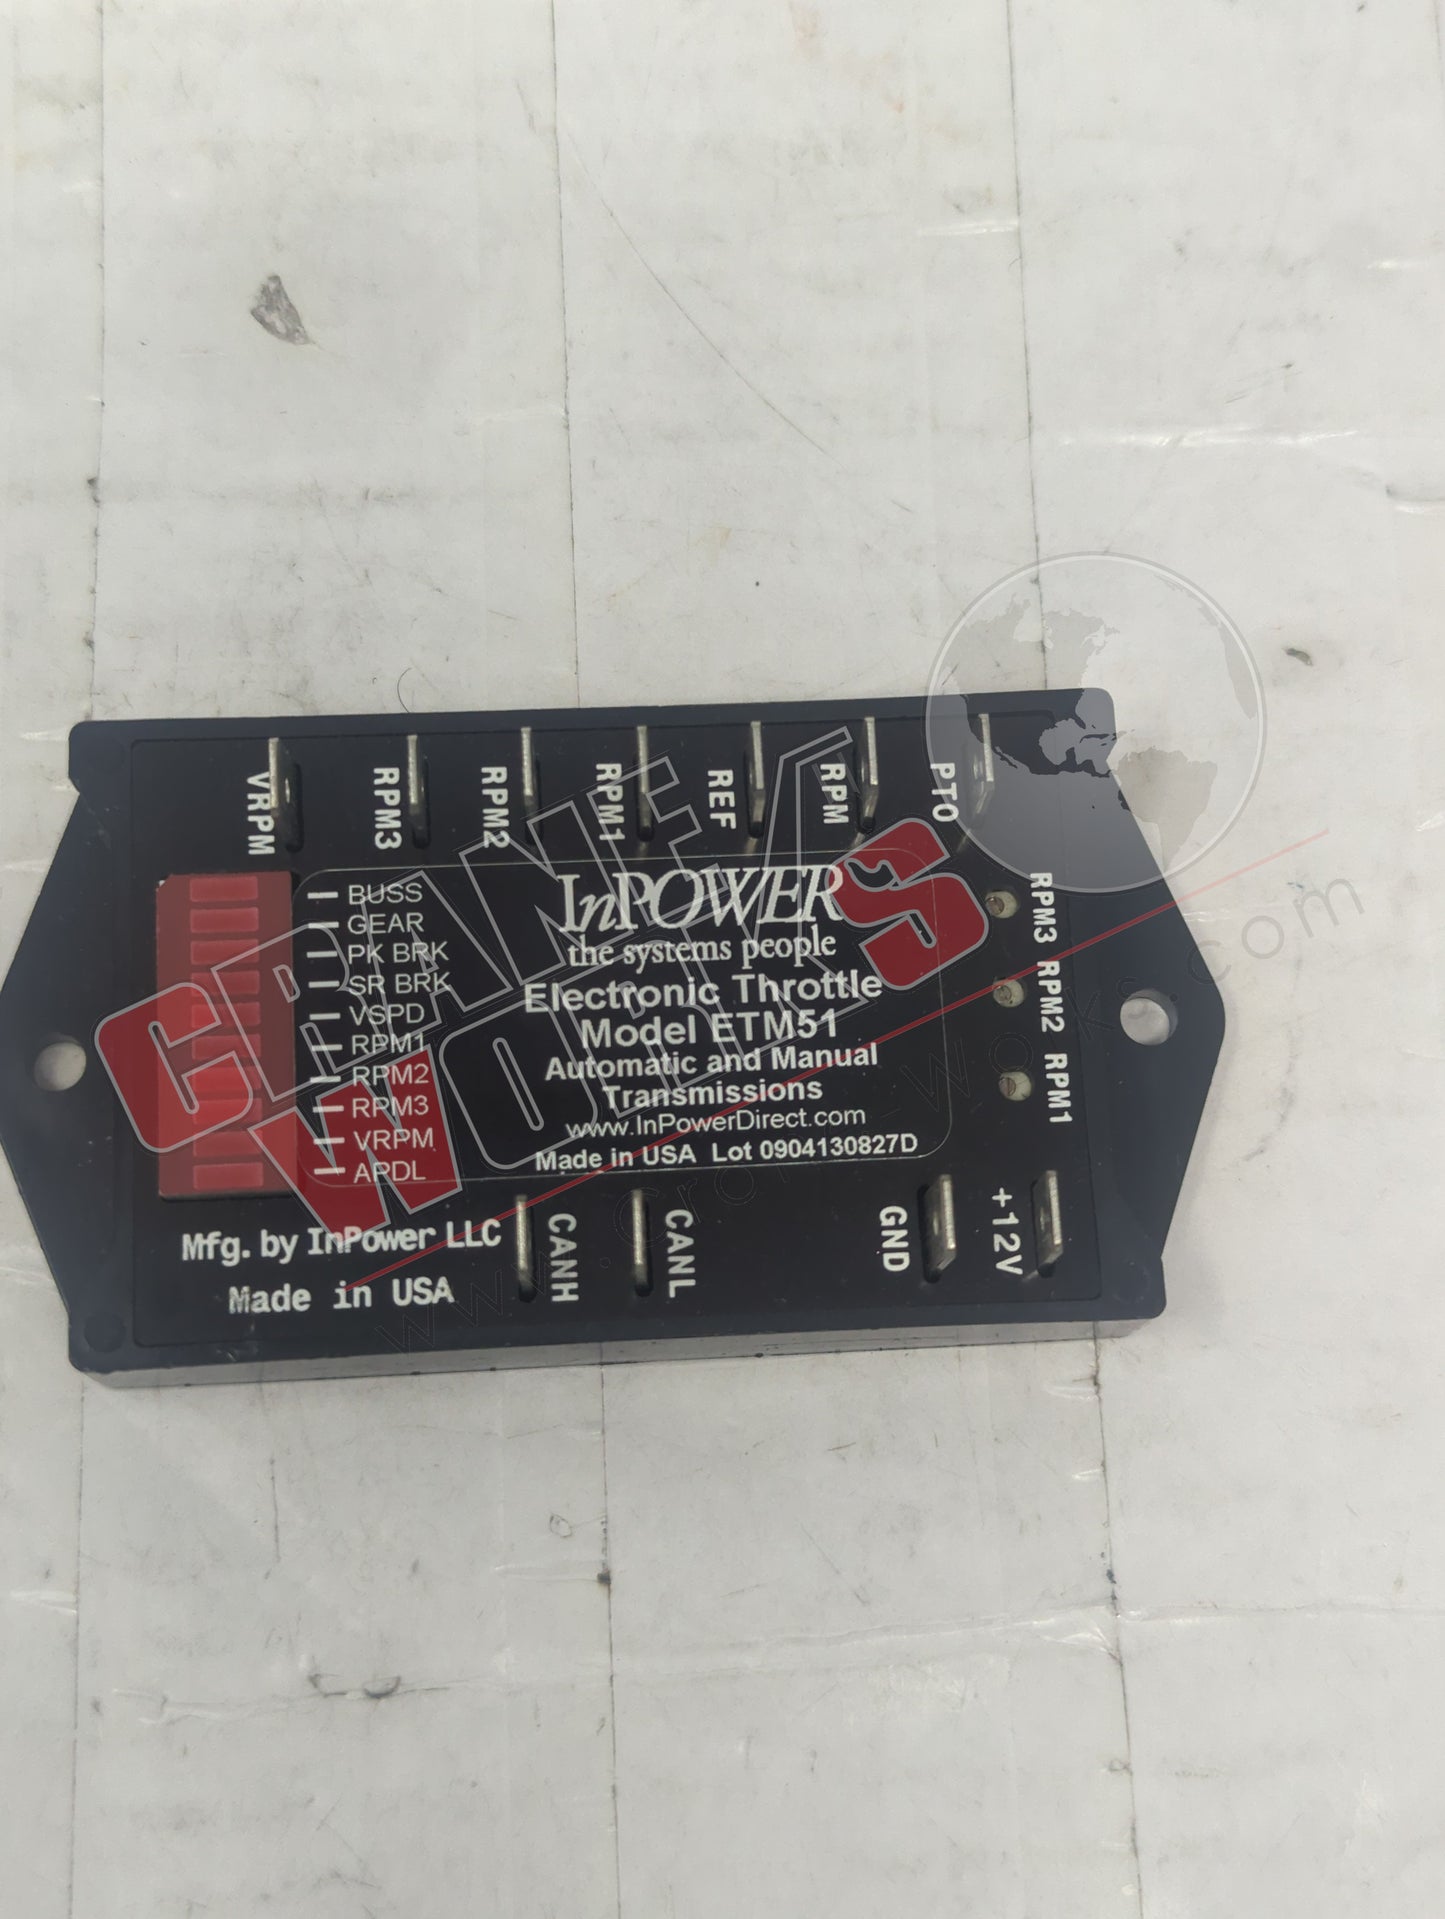 VRPM
RPM3
RPM2
RPM1
REF
RPM
PTO
BUSS
GEAR
PK BRK
SR BRK
VSPD
RPM1
RPM2
RPM3
VRPM
APDL
InPOWER
the systems people
Electronic Throttle
Model ETM51
Automatic and Manual
Transmissions
www.InPowerDirect.com
Made in USA Lot 0904130827D
RPM3 RPM2 RPM1
Mfg. by InPower LLC
Made in USA
CANH
CANL
GND
+12V
CRANE
WORKS
www.crane-works.com